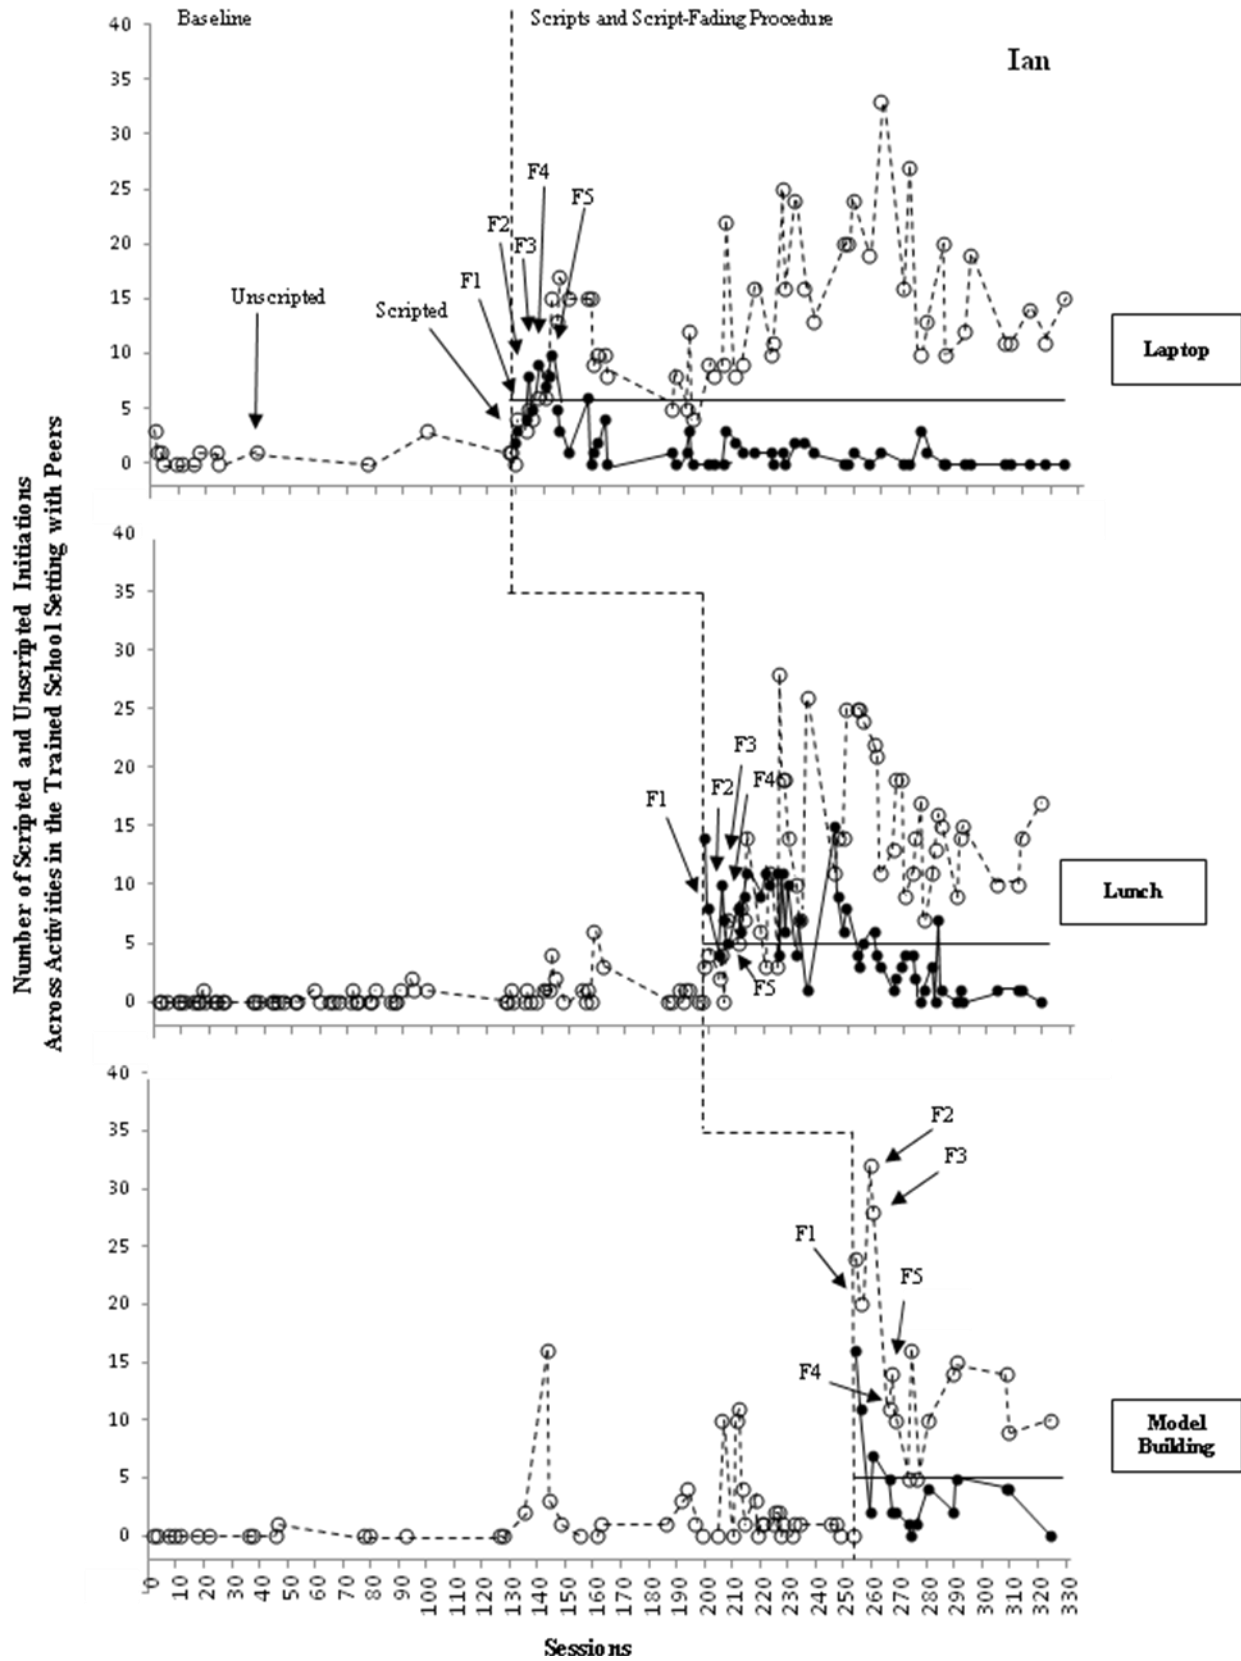 Number of Scripted and Unscripted Initiations
Across Activities in the Trained School Setting with Peers
Baseline
Scripts and Script-Fading Procedure
Ian
40
35
30
25
20
15
10
5
0
Unscripted
Scripted
F1
F2
F3
F4
F5
Laptop
40
35
30
25
20
15
10
5
0
F1
F2
F3
F4
F5
Lunch
40
35
30
25
20
15
10
5
0
F1
F2
F3
F4
F5
Model
Building
0 10 20 30 40 50 60 70 80 90 100 110 120 130 140 150 160 170 180 190 200 210 220 230 240 250 260 270 280 290 300 310 320 330
Sessions